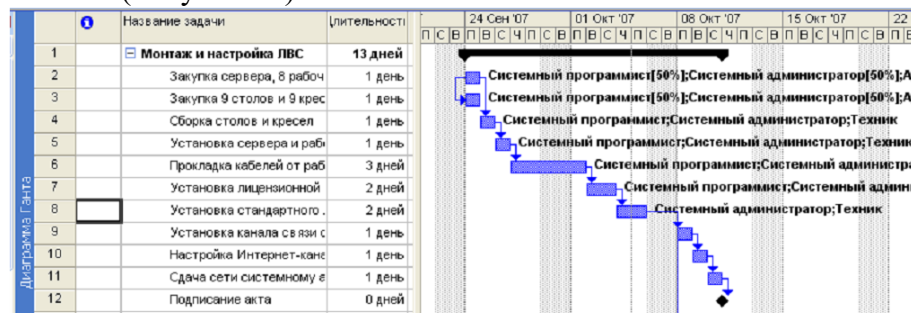 Название задачи
Длительность
24 Сен '07 01 Окт '07 08 Окт '07 15 Окт '07 22
П С В П В С Ч П С В П В С Ч П С В П В С Ч П С В П В С Ч П С В П
1 Монтаж и настройка ЛВС 13 дней
2 Закупка сервера, 8 рабоч 1 день Системный программист[50%];Системный администратор[50%];А
3 Закупка 9 столов и 9 крес 1 день Системный программист[50%];Системный администратор[50%];А
4 Сборка столов и кресел 1 день Системный программист;Системный администратор;Техник
5 Установка сервера и раб 1 день Системный программист;Системный администратор;Техник
6 Прокладка кабелей от раб 3 дней Системный программист;Системный администра
7 Установка лицензионной 2 дней Системный программист;Системный админи
8 Установка стандартного . 2 дней Системный администратор;Техник
9 Установка канала связи с 1 день
10 Настройка Интернет-кана 1 день
11 Сдача сети системному а 1 день
12 Подписание акта 0 дней
Диаграмма Ганта